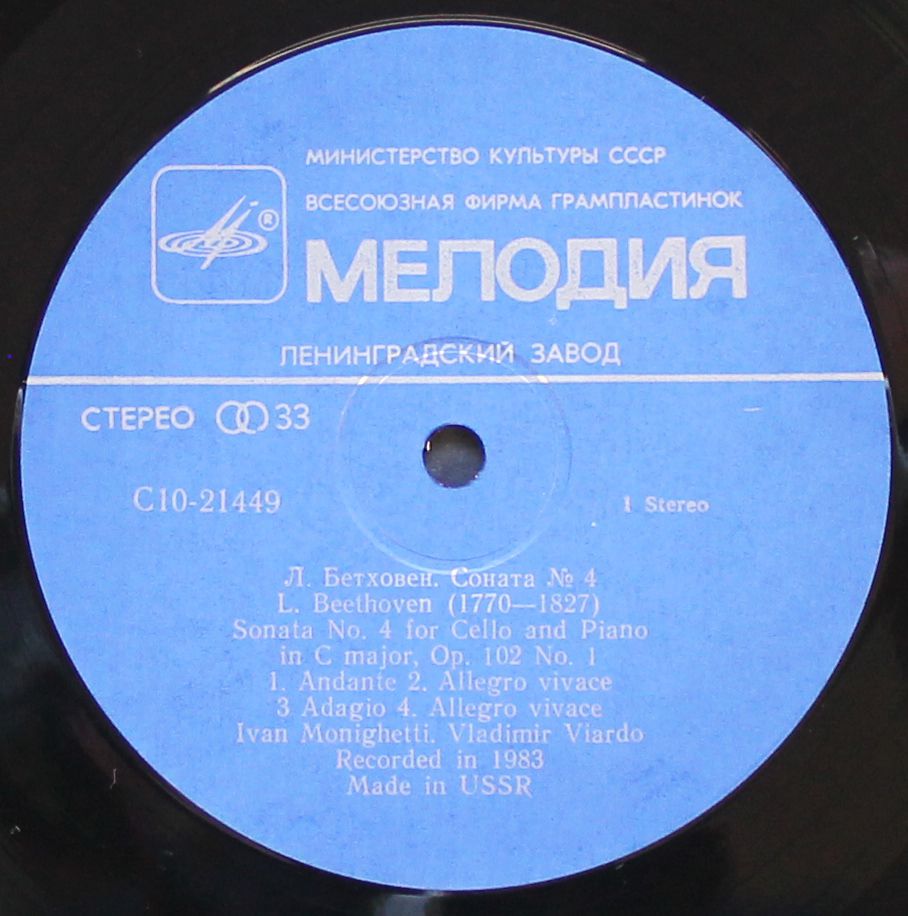 МИНИСТЕРСТВО КУЛЬТУРЫ СССР
ВСЕСОЮЗНАЯ ФИРМА ГРАМПЛАСТИНОК
®
МЕЛОДИЯ
ЛЕНИНГРАДСКИЙ ЗАВОД
СТЕРЕО 33
С10-21449
1 Stereo
Л. Бетховен. Соната № 4
L. Beethoven (1770—1827)
Sonata No. 4 for Cello and Piano
in C major, Op. 102 No. 1
1. Andante 2. Allegro vivace
3 Adagio 4. Allegro vivace
Ivan Monighetti. Vladimir Viardo
Recorded in 1983
Made in USSR